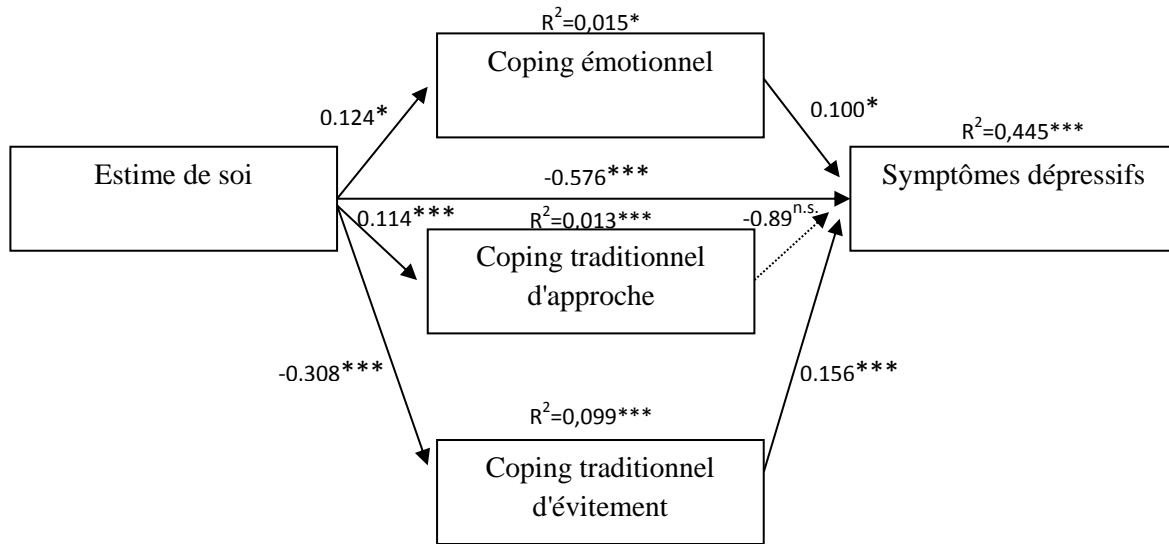 R²=0,015*
Coping émotionnel
0.124*
0.100*
R²=0,445***
Estime de soi
-0.576***
Symptômes dépressifs
0.114***
R²=0,013***
-0.89n.s.
Coping traditionnel
d'approche
-0.308***
0.156***
R²=0,099***
Coping traditionnel
d'évitement